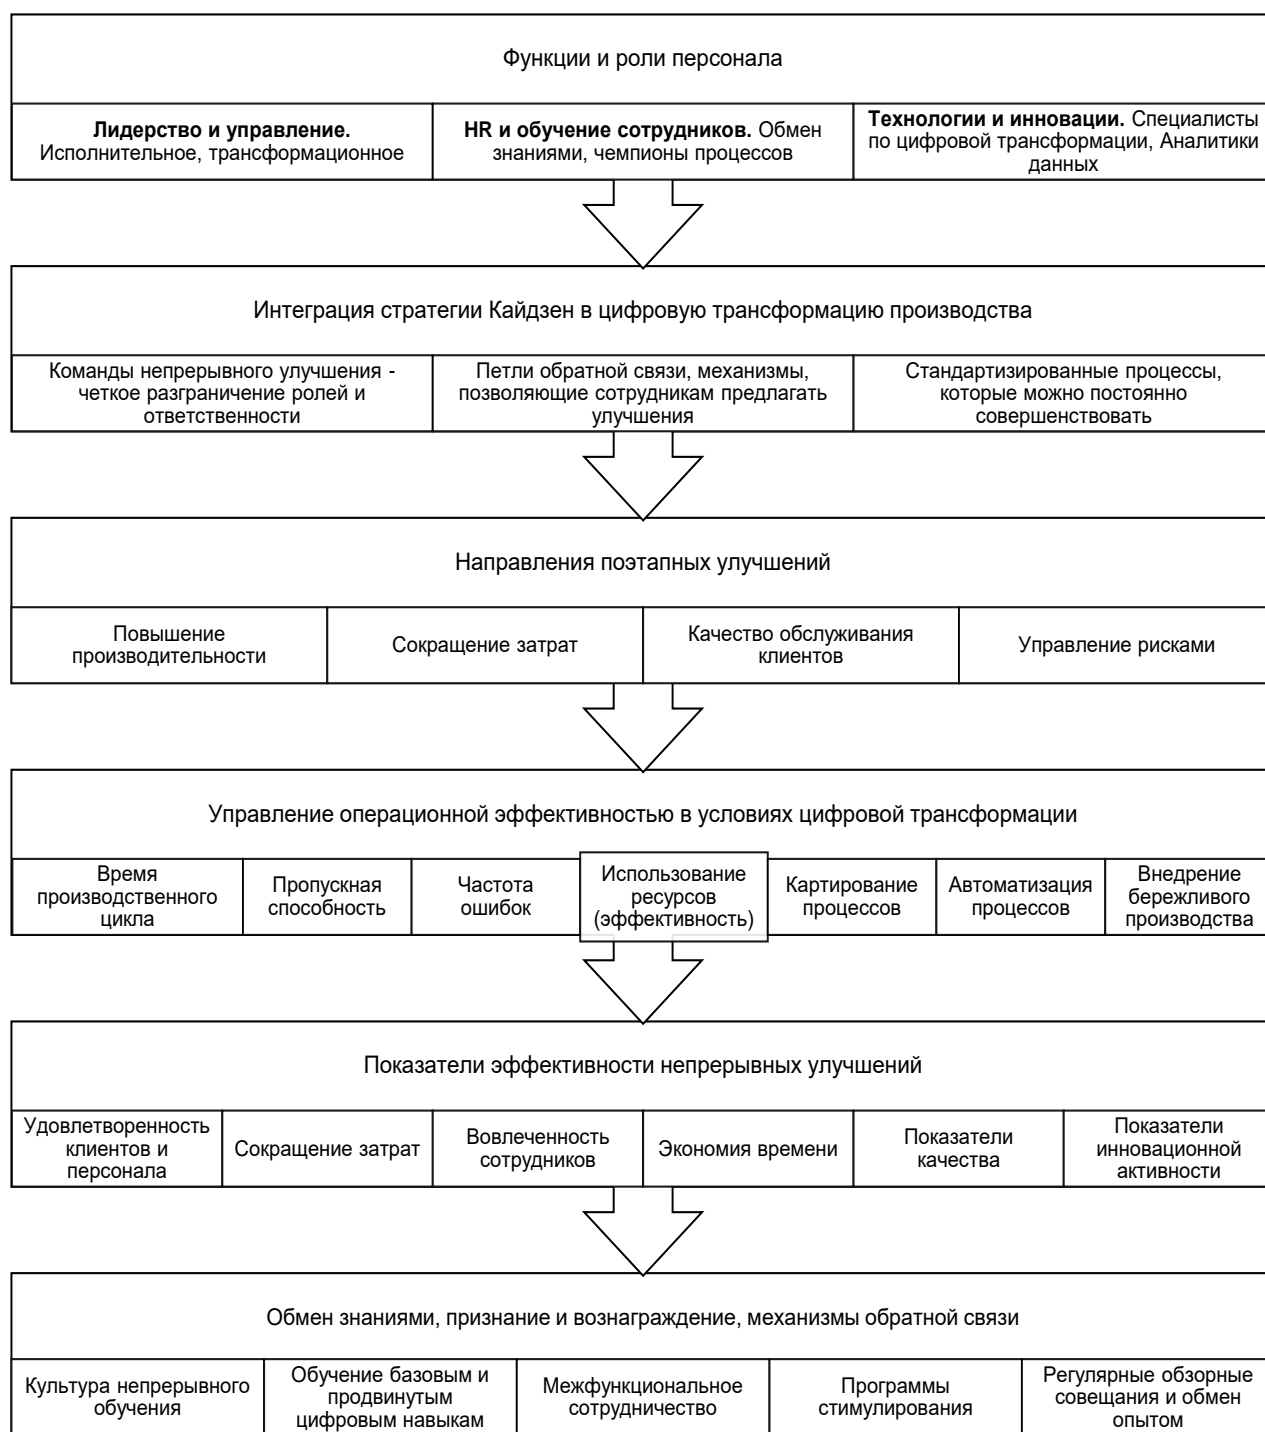 Функции и роли персонала
Лидерство и управление.
Исполнительное, трансформационное
HR и обучение сотрудников. Обмен
знаниями, чемпионы процессов
Технологии и инновации. Специалисты
по цифровой трансформации, Аналитики
данных
Интеграция стратегии Кайдзен в цифровую трансформацию производства
Команды непрерывного улучшения -
четкое разграничение ролей и
ответственности
Петли обратной связи, механизмы,
позволяющие сотрудникам предлагать
улучшения
Стандартизированные процессы,
которые можно постоянно
совершенствовать
Направления поэтапных улучшений
Повышение
производительности
Сокращение затрат
Качество обслуживания
клиентов
Управление рисками
Управление операционной эффективностью в условиях цифровой трансформации
Время
производственного
цикла
Пропускная
способность
Частота
ошибок
Использование
ресурсов
(эффективность)
Картирование
процессов
Автоматизация
процессов
Внедрение
бережливого
производства
Показатели эффективности непрерывных улучшений
Удовлетворенность
клиентов и
персонала
Сокращение затрат
Вовлеченность
сотрудников
Экономия времени
Показатели
качества
Показатели
инновационной
активности
Обмен знаниями, признание и вознаграждение, механизмы обратной связи
Культура непрерывного
обучения
Обучение базовым и
продвинутым
цифровым навыкам
Межфункциональное
сотрудничество
Программы
стимулирования
Регулярные обзорные
совещания и обмен
опытом